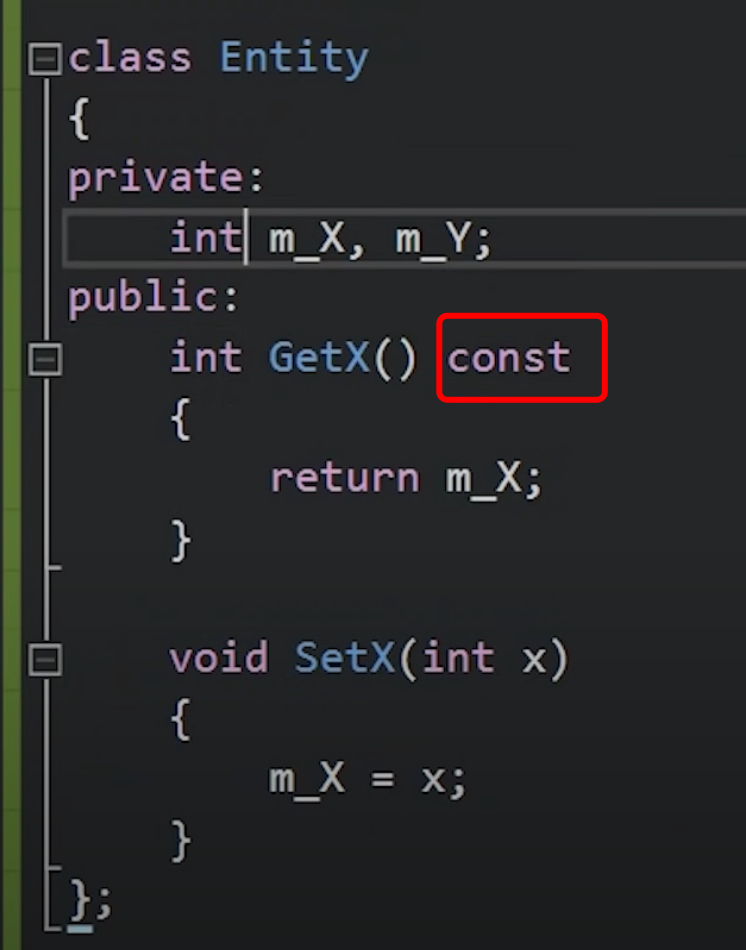 class Entity
{
private:
    int m_X, m_Y;
public:
    int GetX() const
    {
        return m_X;
    }

    void SetX(int x)
    {
        m_X = x;
    }
};